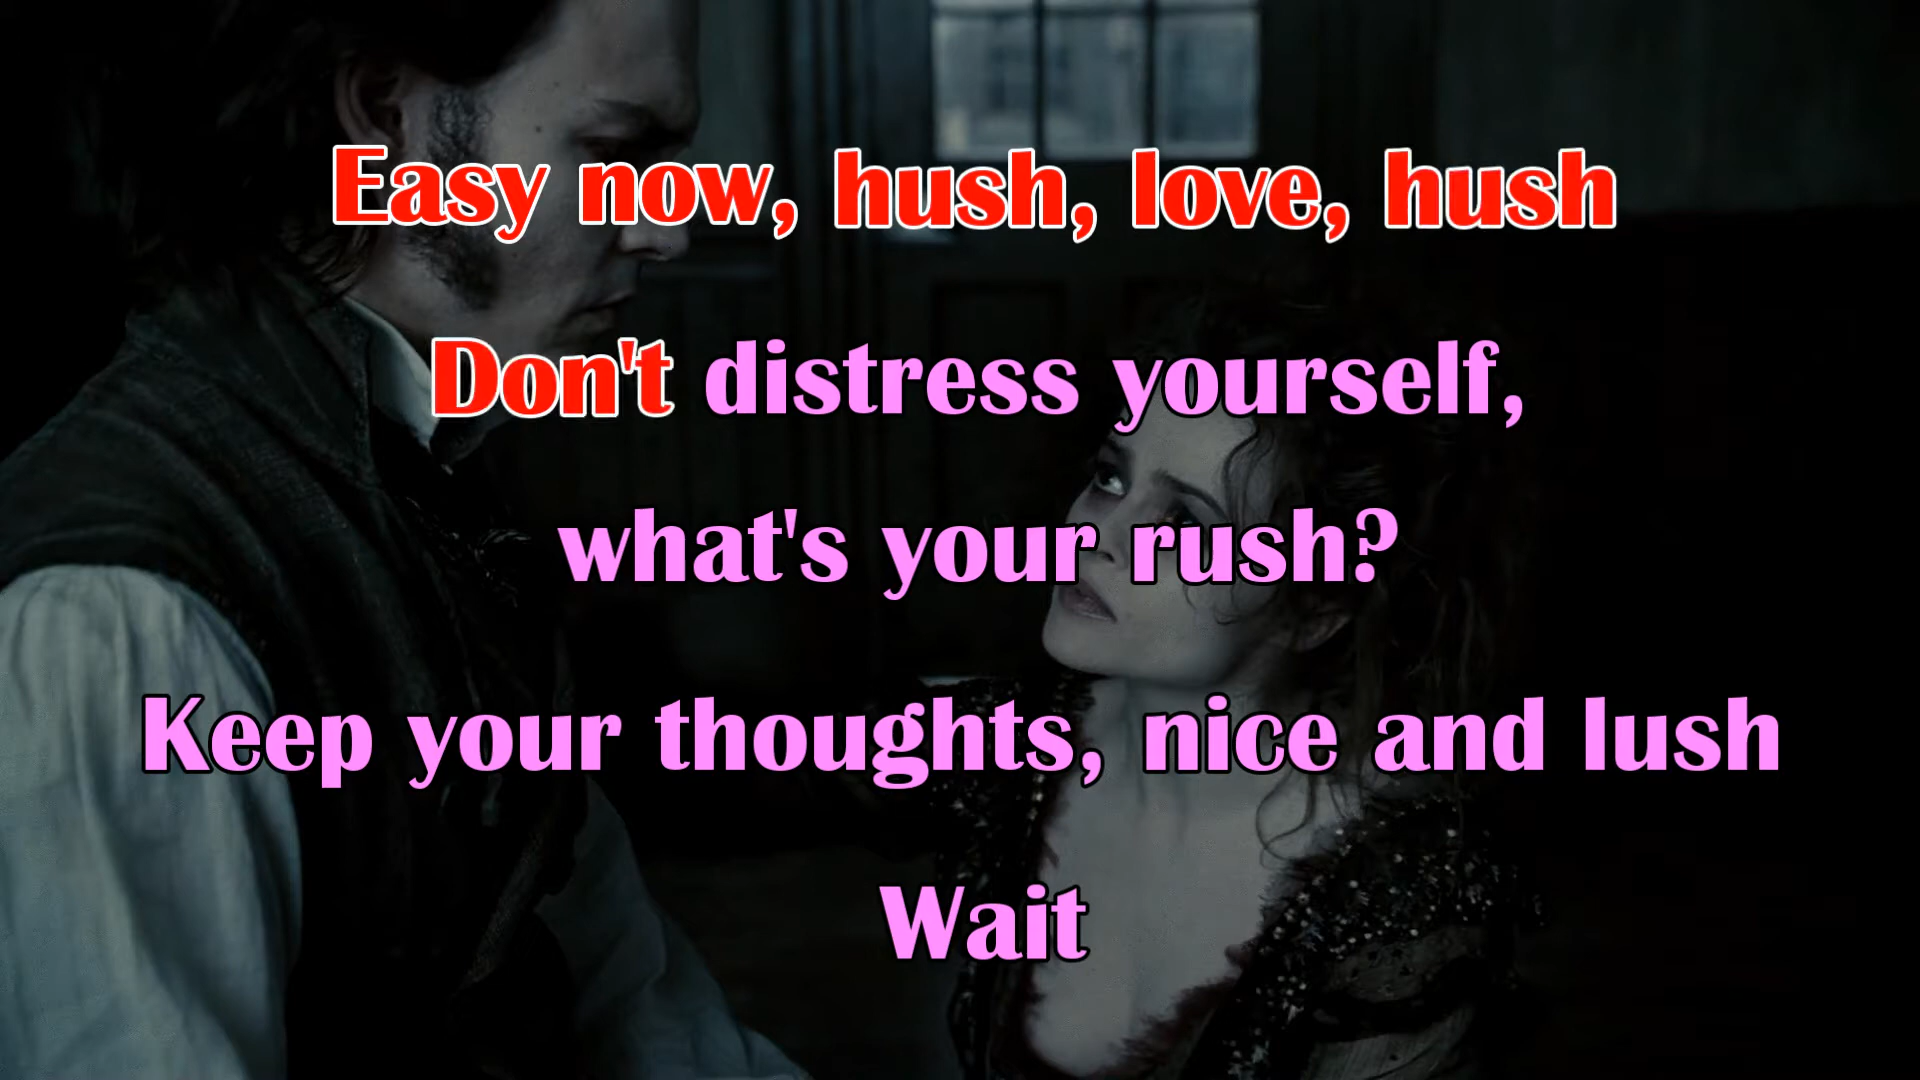 Easy now, hush, love, hush
Don't distress yourself,
what's your rush?
Keep your thoughts, nice and lush
Wait